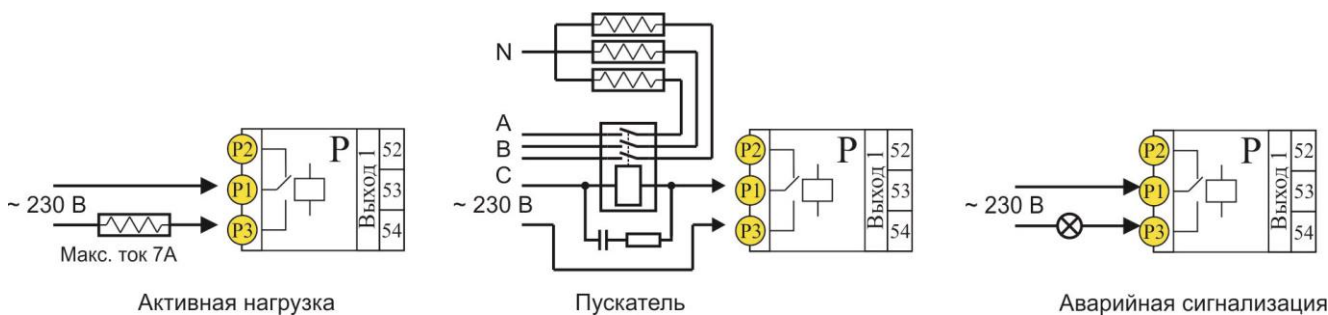 P2
P1
P3
P
Выход 1
52
53
54
~ 230 В
Макс. ток 7А
Активная нагрузка
N
A
B
C
~ 230 В
P2
P1
P3
P
Выход 1
52
53
54
Пускатель
P2
P1
P3
P
Выход 1
52
53
54
~ 230 В
Аварийная сигнализация